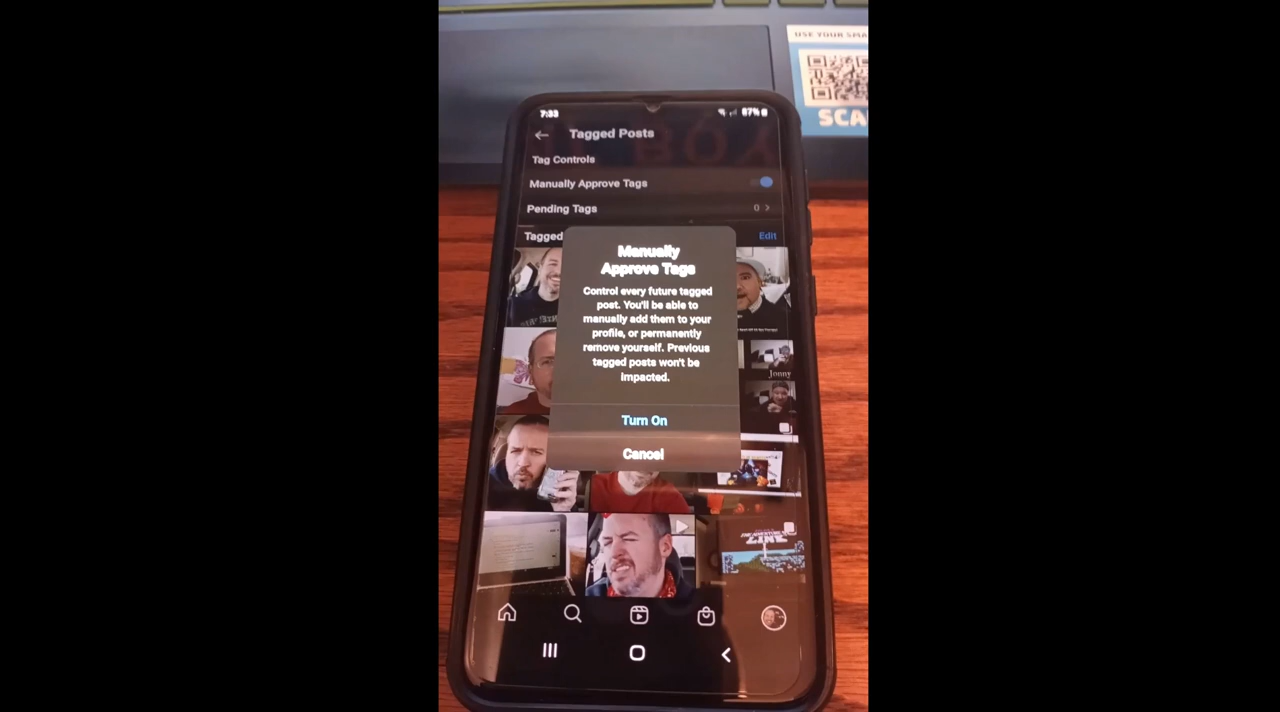 USE YOUR SMA
SCA
7:33
87%
Tagged Posts
Tag Controls
Manually Approve Tags
Pending Tags
0
Tagged
Edit
Manually
Approve Tags
Control every future tagged
post. You'll be able to
manually add them to your
profile, or permanently
remove yourself. Previous
tagged posts won't be
impacted.
Jonny
Turn On
Cancel